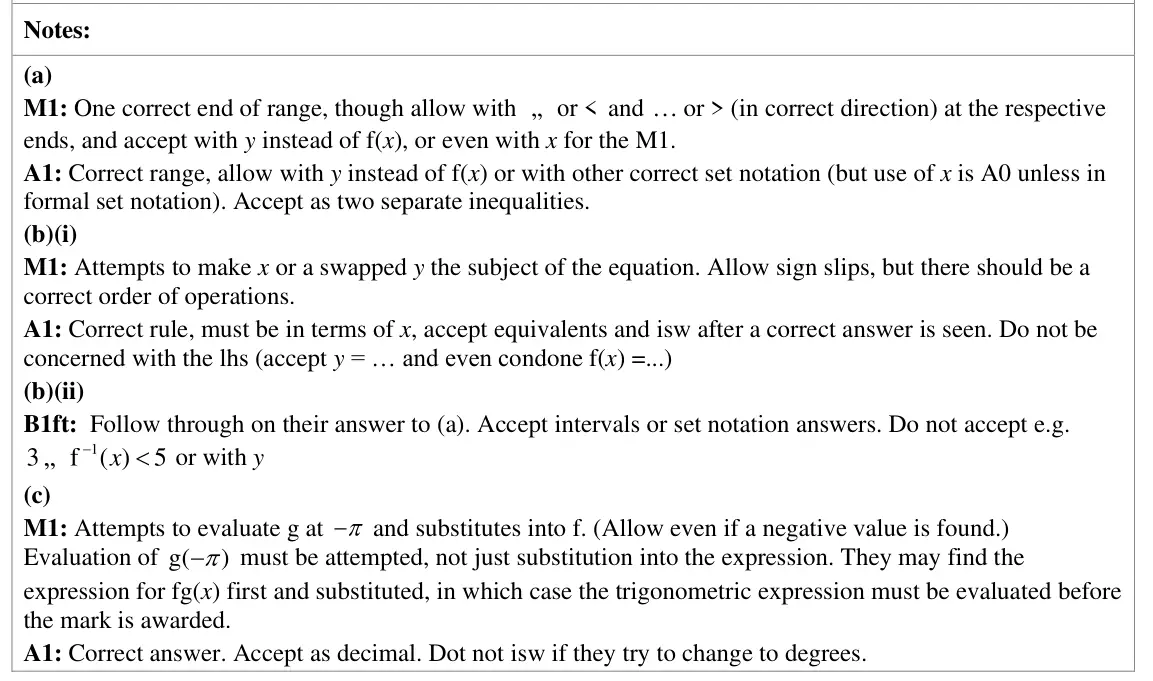 Notes:
(a)
M1: One correct end of range, though allow with „ or < and … or > (in correct direction) at the respective
ends, and accept with y instead of f(x), or even with x for the M1.
A1: Correct range, allow with y instead of f(x) or with other correct set notation (but use of x is A0 unless in
formal set notation). Accept as two separate inequalities.
(b)(i)
M1: Attempts to make x or a swapped y the subject of the equation. Allow sign slips, but there should be a
correct order of operations.
A1: Correct rule, must be in terms of x, accept equivalents and isw after a correct answer is seen. Do not be
concerned with the lhs (accept y = … and even condone f(x) =...)
(b)(ii)
B1ft: Follow through on their answer to (a). Accept intervals or set notation answers. Do not accept e.g.
3 „ f⁻¹(x) < 5 or with y
(c)
M1: Attempts to evaluate g at −π and substitutes into f. (Allow even if a negative value is found.)
Evaluation of g(−π) must be attempted, not just substitution into the expression. They may find the
expression for fg(x) first and substituted, in which case the trigonometric expression must be evaluated before
the mark is awarded.
A1: Correct answer. Accept as decimal. Dot not isw if they try to change to degrees.